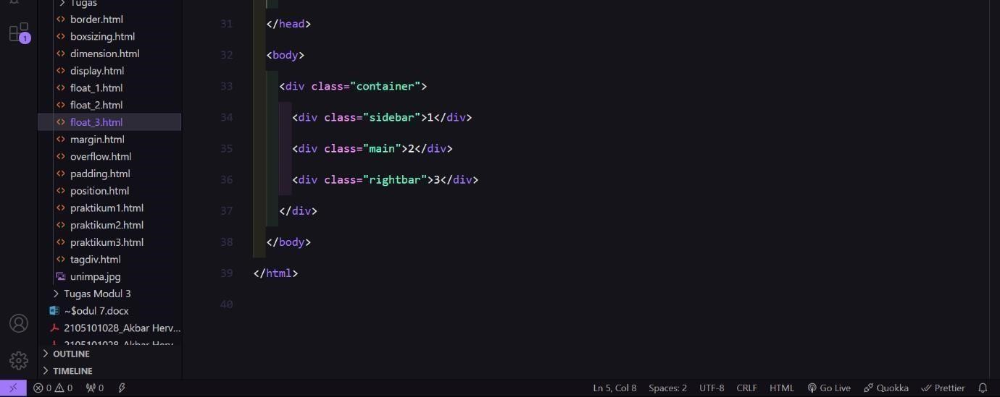 Tugas
border.html
boxsizing.html
dimension.html
display.html
float_1.html
float_2.html
float_3.html
margin.html
overflow.html
padding.html
position.html
praktikum1.html
praktikum2.html
praktikum3.html
tagdiv.html
unimpa.jpg
Tugas Modul 3
~$odul 7.docx
2105101028_Akbar Herv...
2105101028_Akbar Herv...
OUTLINE
TIMELINE
1
31 </head>
32 <body>
33 <div class="container">
34 <div class="sidebar">1</div>
35 <div class="main">2</div>
36 <div class="rightbar">3</div>
37 </div>
38 </body>
39 </html>
40
0 0 0 Ln 5, Col 8 Spaces: 2 UTF-8 CRLF HTML Go Live Quokka Prettier